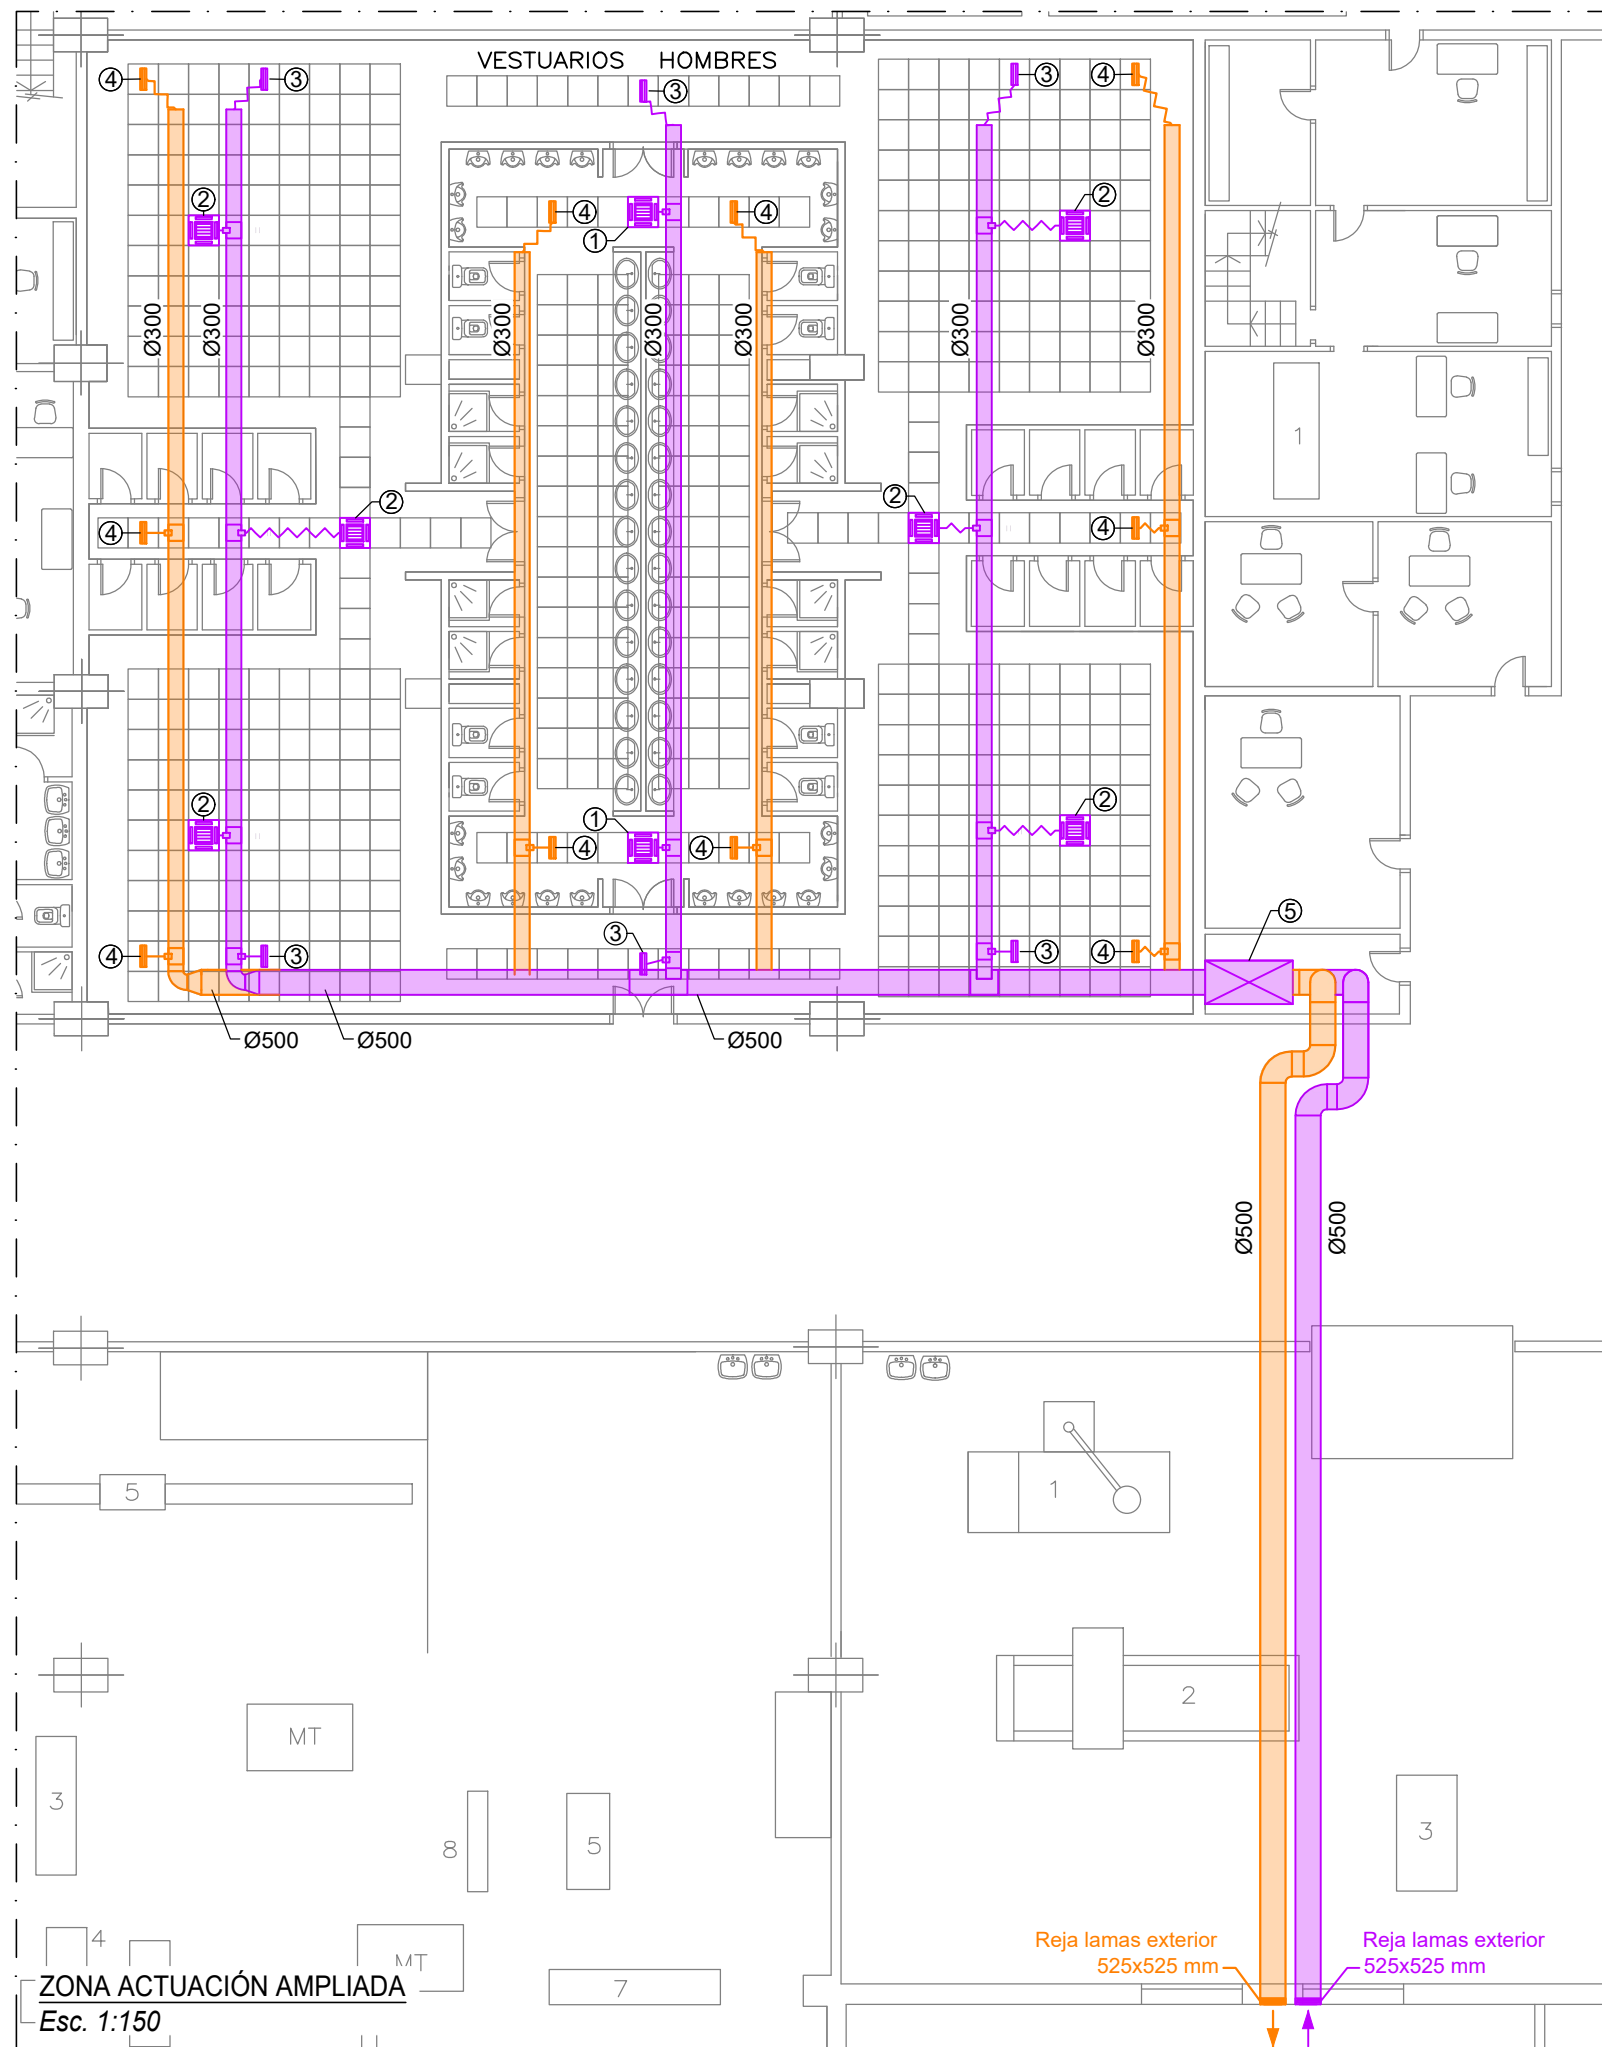 VESTUARIOS HOMBRES
④
③
③
③
④
②
④
①
④
②
Ø300
Ø300
Ø300
Ø300
Ø300
Ø300
Ø300
1
②
④
②
④
②
①
④
④
②
④
③
③
③
④
⑤
Ø500
Ø500
Ø500
Ø500
Ø500
5
1
2
MT
3
8
5
3
4
MT
7
Reja lamas exterior
525x525 mm
Reja lamas exterior
525x525 mm
ZONA ACTUACIÓN AMPLIADA
Esc. 1:150